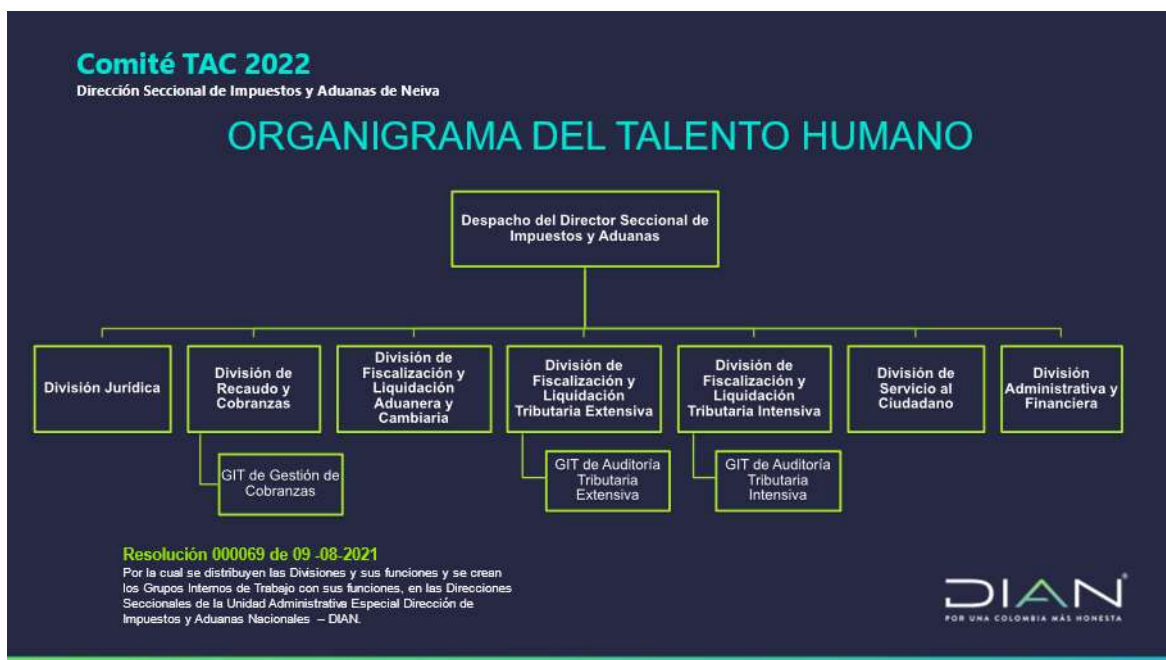 Comité TAC 2022
Dirección Seccional de Impuestos y Aduanas de Neiva
ORGANIGRAMA DEL TALENTO HUMANO
Despacho del Director Seccional de
Impuestos y Aduanas
División Jurídica
División de
Recaudo y
Cobranzas
División de
Fiscalización y
Liquidación
Aduanera y
Cambiaria
División de
Fiscalización y
Liquidación
Tributaria Extensiva
División de
Fiscalización y
Liquidación
Tributaria Intensiva
División de
Servicio al
Ciudadano
División
Administrativa y
Financiera
GIT de Gestión de
Cobranzas
GIT de Auditoría
Tributaria
Extensiva
GIT de Auditoría
Tributaria
Intensiva
Resolución 000069 de 09 -08-2021
Por la cual se distribuyen las Divisiones y sus funciones y se crean
los Grupos Internos de Trabajo con sus funciones, en las Direcciones
Seccionales de la Unidad Administrativa Especial Dirección de
Impuestos y Aduanas Nacionales – DIAN.
DIAN®
POR UNA COLOMBIA MÁS HONESTA